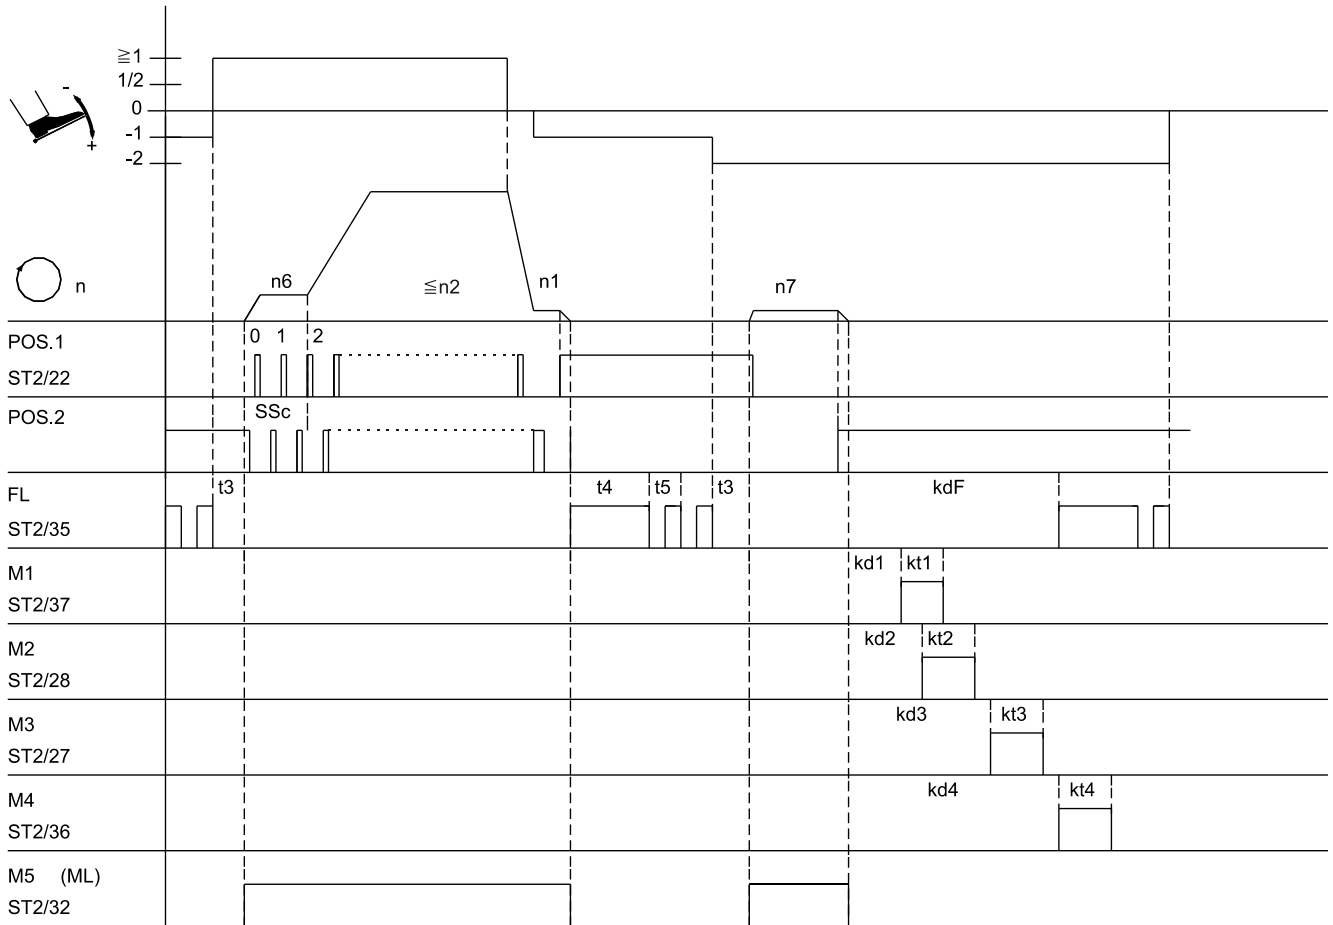 ≧1
1/2
0
-1
-2
-
+
n
n6
≦n2
n1
n7
POS.1
0 1 2
ST2/22
POS.2
SSc
FL
t3 t4 t5 t3 kdF
ST2/35
M1
kd1 kt1
ST2/37
M2
kd2 kt2
ST2/28
M3
kd3 kt3
ST2/27
M4
kd4 kt4
ST2/36
M5 (ML)
ST2/32